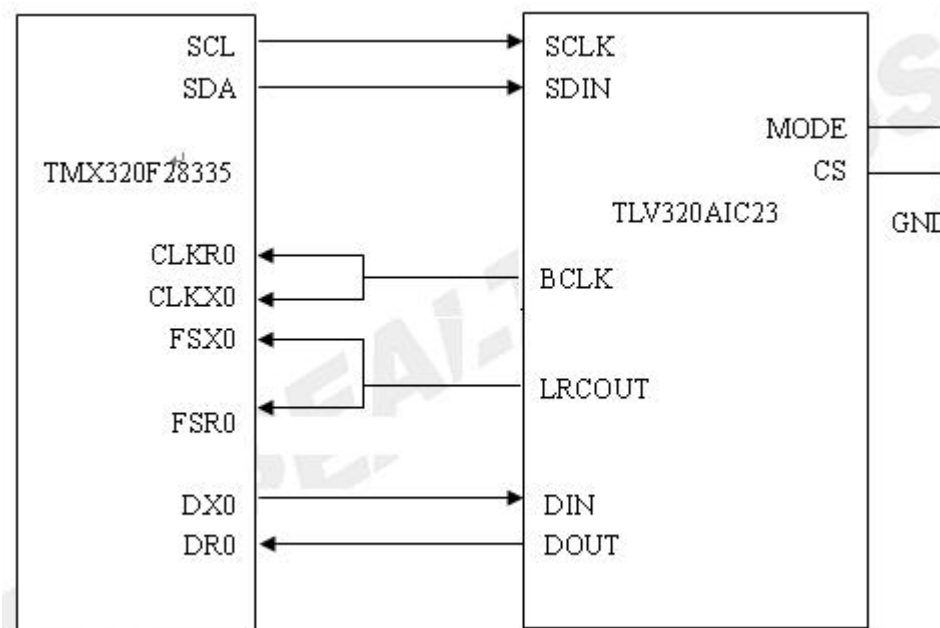 SCL
SDA
TMX320F28335
CLKR0
CLKX0
FSX0
FSR0
DX0
DR0
SCLK
SDIN
MODE
CS
TLV320AIC23
BCLK
LRCOUT
DIN
DOUT
GND